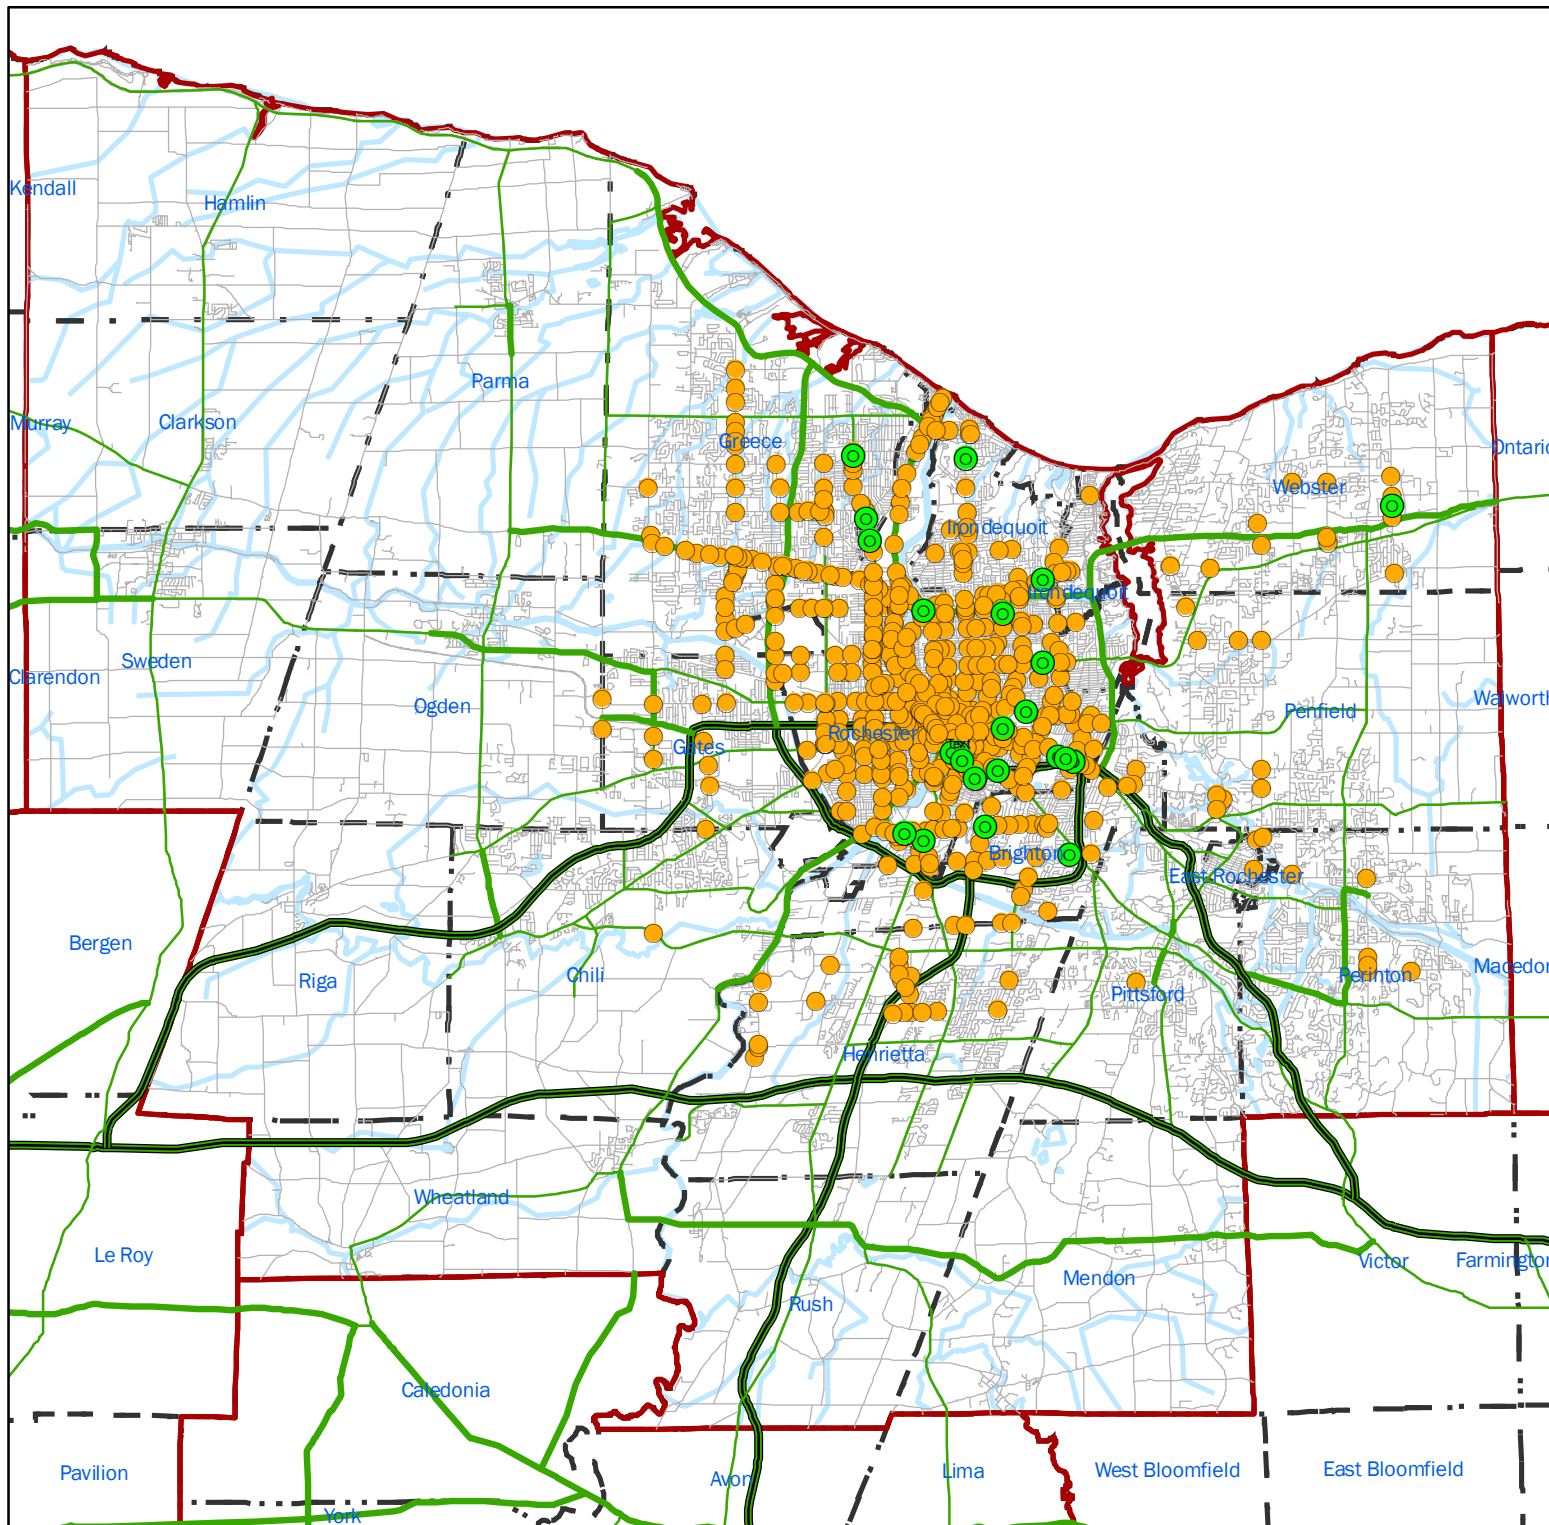 Kendall
Hamlin
Parma
Murray
Clarkson
Greece
Ontario
Webster
Irondequoit
Irondequoit
Sweden
Clarendon
Ogden
Walworth
Penfield
Rochester
Gates
Brighton
East Rochester
Bergen
Riga
Chili
Perinton
Macedon
Pittsford
Henrietta
Wheatland
Le Roy
Victor
Farmington
Mendon
Rush
Caledonia
Pavilion
Avon
Lima
West Bloomfield
East Bloomfield
York